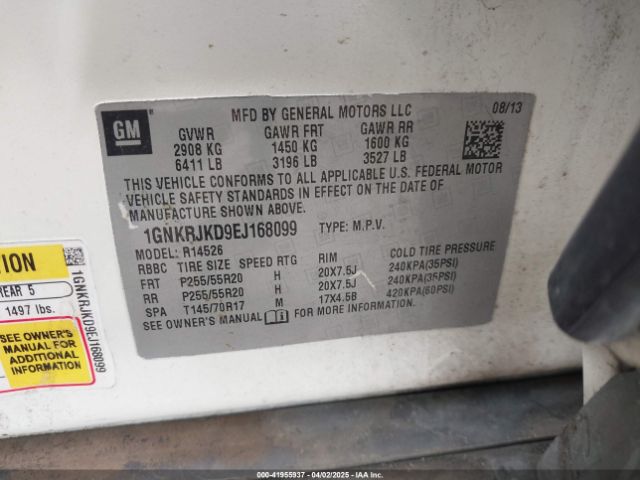 GM
MFD BY GENERAL MOTORS LLC 08/13
GVWR GAWR FRT GAWR RR
2908 KG 1450 KG 1600 KG
6411 LB 3196 LB 3527 LB
THIS VEHICLE CONFORMS TO ALL APPLICABLE U.S. FEDERAL MOTOR
VEHICLE SAFETY STANDARDS IN EFFECT ON THE DATE OF
MANUFACTURE SHOWN ABOVE.
1GNKRJKD9EJ168099 TYPE: M.P.V.
MODEL: R14526
RBBC TIRE SIZE SPEED RTG RIM COLD TIRE PRESSURE
FRT P255/55R20 H 20X7.5J 240KPA(35PSI)
RR P255/55R20 H 20X7.5J 240KPA(35PSI)
SPA T145/70R17 M 17X4.5B 420KPA(60PSI)
SEE OWNER'S MANUAL FOR MORE INFORMATION.
REAR 5
1497 lbs.
SEE OWNER'S
MANUAL FOR
ADDITIONAL
INFORMATION
1GNKRJKD9EJ168099
© IAA Holdings, LLC
000-41955937 - 04/02/2025 - IAAI.COM